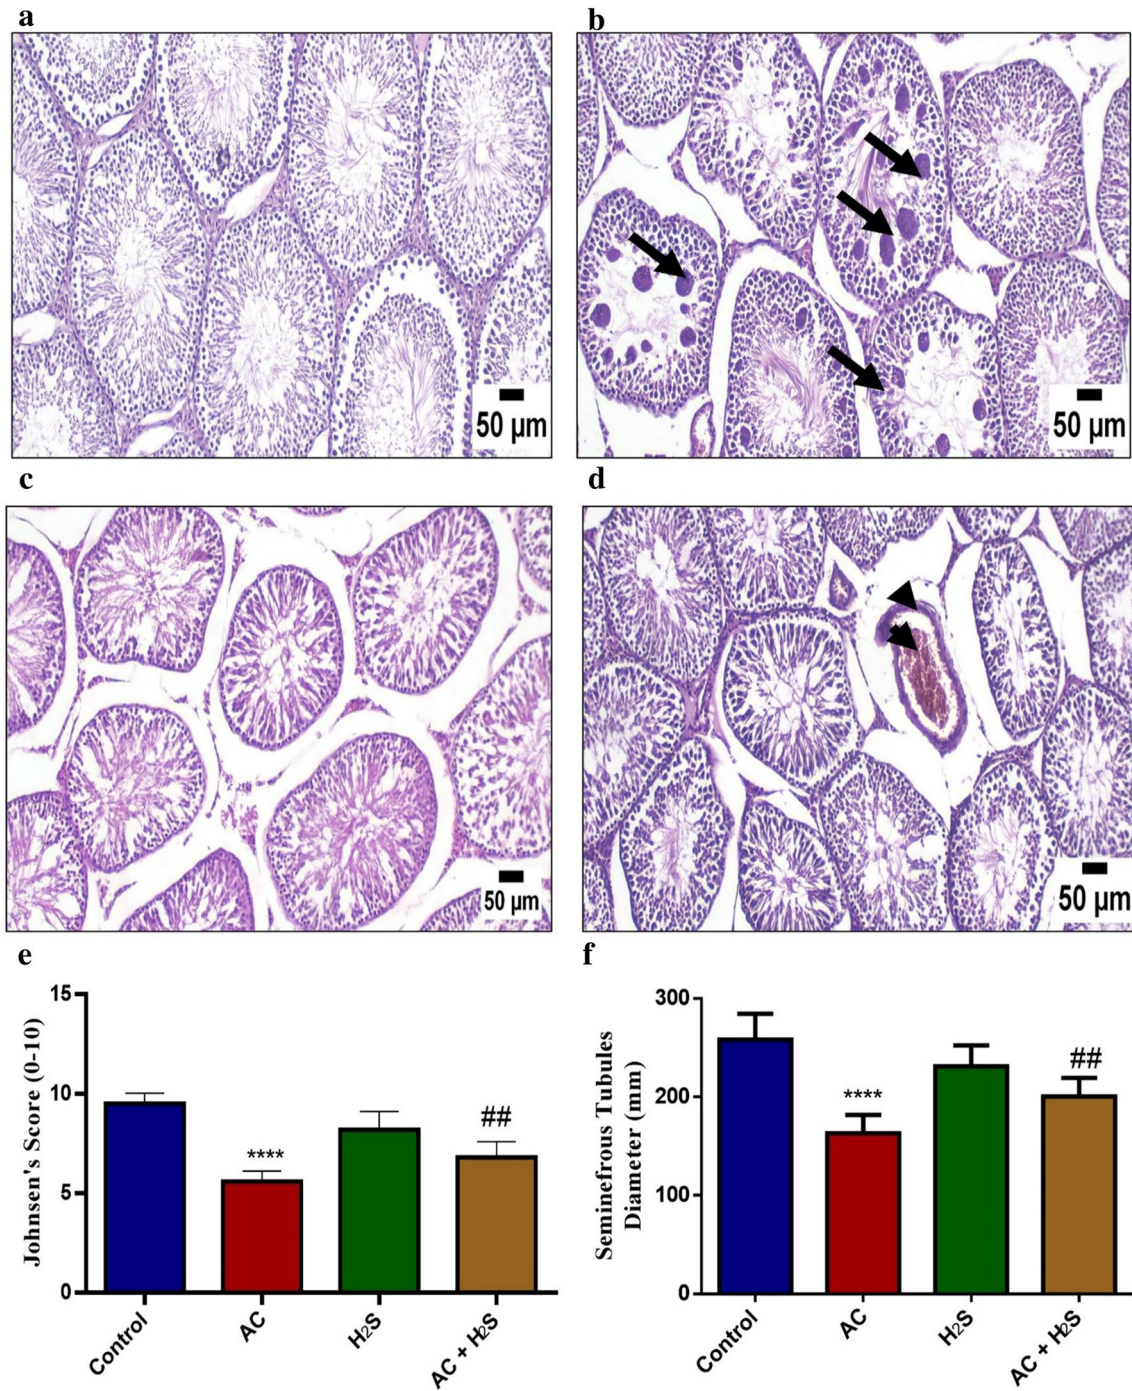 a
b
50 µm
50 µm
c
d
50 µm
50 µm
e
f
Johnsen's Score (0-10)
15
10
5
0
****
##
Control
AC
H₂S
AC + H₂S
Seminefrous Tubules
Diameter (mm)
300
200
100
0
****
##
Control
AC
H₂S
AC + H₂S